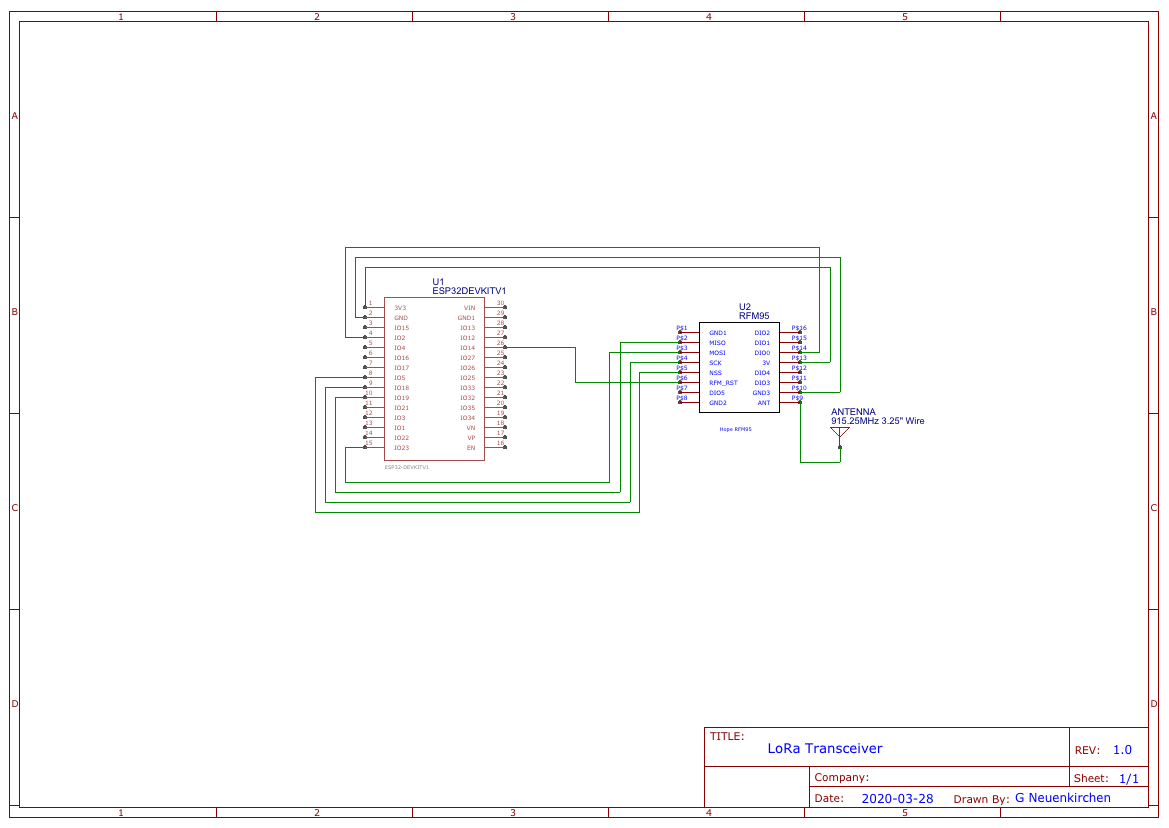 1 2 3 4 5
A A
B B
C C
D D
U1
ESP32DEVKITV1
1 3V3 VIN 30
2 GND GND1 29
3 IO15 IO13 28
4 IO2 IO12 27
5 IO4 IO14 26
6 IO16 IO27 25
7 IO17 IO26 24
8 IO5 IO25 23
9 IO18 IO33 22
10 IO19 IO32 21
11 IO21 IO35 20
12 IO3 IO34 19
13 IO1 VN 18
14 IO22 VP 17
15 IO23 EN 16
ESP32-DEVKITV1
U2
RFM95
P$1 GND1 DIO2 P$16
P$2 MISO DIO1 P$15
P$3 MOSI DIO0 P$14
P$4 SCK 3V P$13
P$5 NSS DIO4 P$12
P$6 RFM_RST DIO3 P$11
P$7 DIO5 GND3 P$10
P$8 GND2 ANT P$9
Hope RFM95
ANTENNA
915.25MHz 3.25" Wire
TITLE:
LoRa Transceiver
REV: 1.0
Company:
Sheet: 1/1
Date: 2020-03-28 Drawn By: G Neuenkirchen
1 2 3 4 5